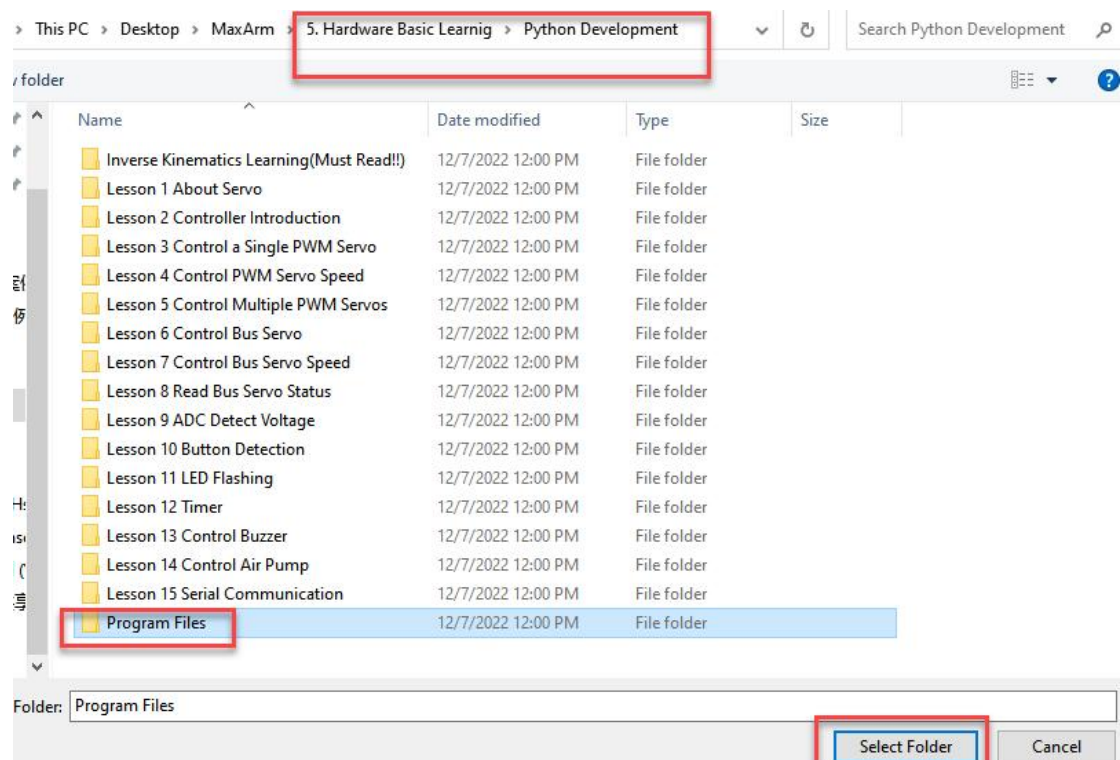 > This PC > Desktop > MaxArm > 5. Hardware Basic Learnig > Python Development Search Python Development
folder
Name Date modified Type Size
Inverse Kinematics Learning(Must Read!!) 12/7/2022 12:00 PM File folder
Lesson 1 About Servo 12/7/2022 12:00 PM File folder
Lesson 2 Controller Introduction 12/7/2022 12:00 PM File folder
Lesson 3 Control a Single PWM Servo 12/7/2022 12:00 PM File folder
Lesson 4 Control PWM Servo Speed 12/7/2022 12:00 PM File folder
Lesson 5 Control Multiple PWM Servos 12/7/2022 12:00 PM File folder
Lesson 6 Control Bus Servo 12/7/2022 12:00 PM File folder
Lesson 7 Control Bus Servo Speed 12/7/2022 12:00 PM File folder
Lesson 8 Read Bus Servo Status 12/7/2022 12:00 PM File folder
Lesson 9 ADC Detect Voltage 12/7/2022 12:00 PM File folder
Lesson 10 Button Detection 12/7/2022 12:00 PM File folder
Lesson 11 LED Flashing 12/7/2022 12:00 PM File folder
Lesson 12 Timer 12/7/2022 12:00 PM File folder
Lesson 13 Control Buzzer 12/7/2022 12:00 PM File folder
Lesson 14 Control Air Pump 12/7/2022 12:00 PM File folder
Lesson 15 Serial Communication 12/7/2022 12:00 PM File folder
Program Files 12/7/2022 12:00 PM File folder
Folder: Program Files
Select Folder Cancel